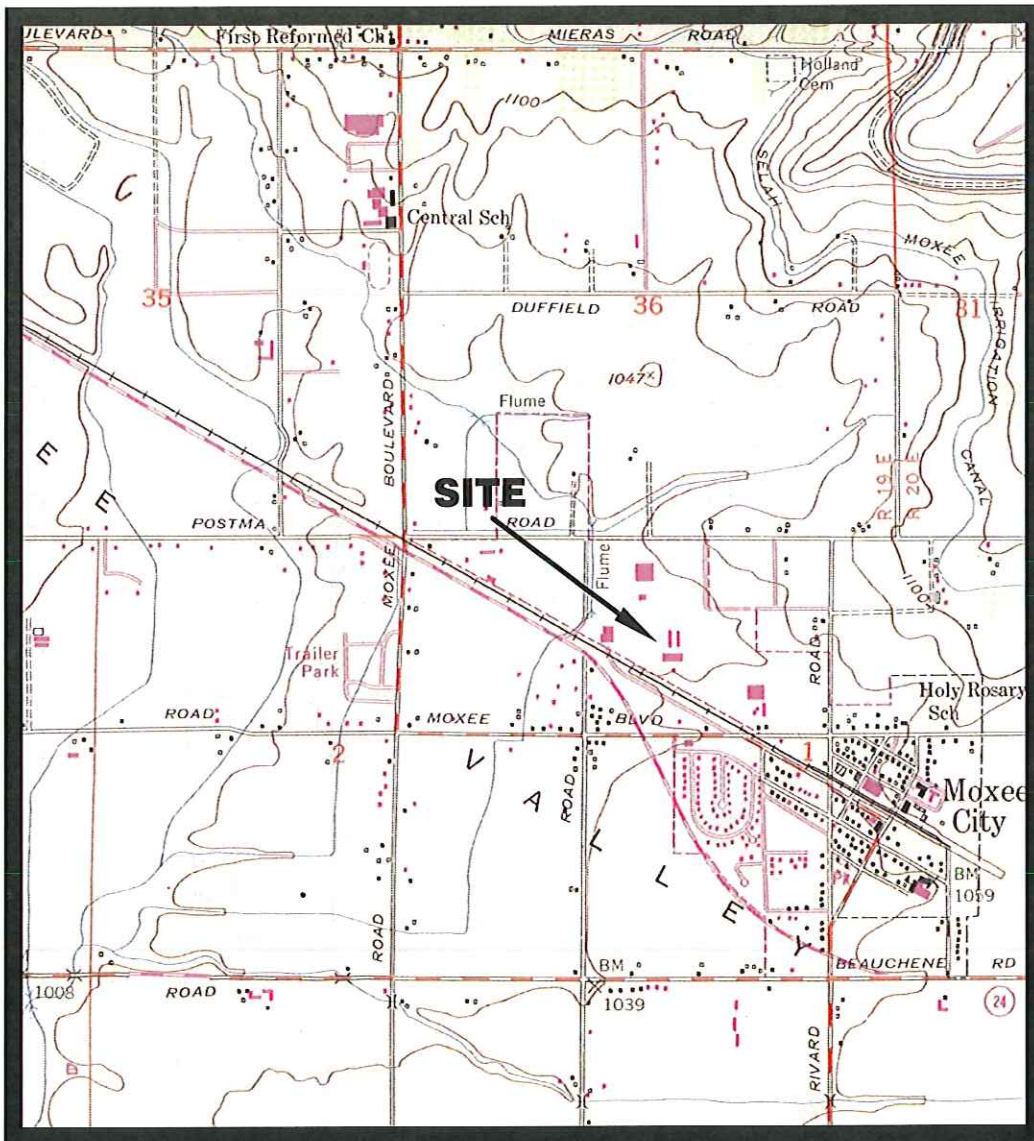 ULEVARD
First Reformed Ch
MIERAS ROAD
Holland
Cem
1100
SELAH
C
Central Sch
MOXEE
35
DUFFIELD
36
ROAD
31
IRRIGATION
1047
BOULEVARD
Flume
CANAL
E
SITE
R 19 E
R 20 E
E
POSTMA
ROAD
Flume
MOXEE
1100
Trailer
Park
ROAD
Holy Rosary
Sch
ROAD
MOXEE
BLVD
2
V
1
A
ROAD
Moxee
City
L
L
BM
1059
PK
E
ROAD
Y
BM
BEAUCHENE RD
1008
ROAD
1039
24
RIVARD